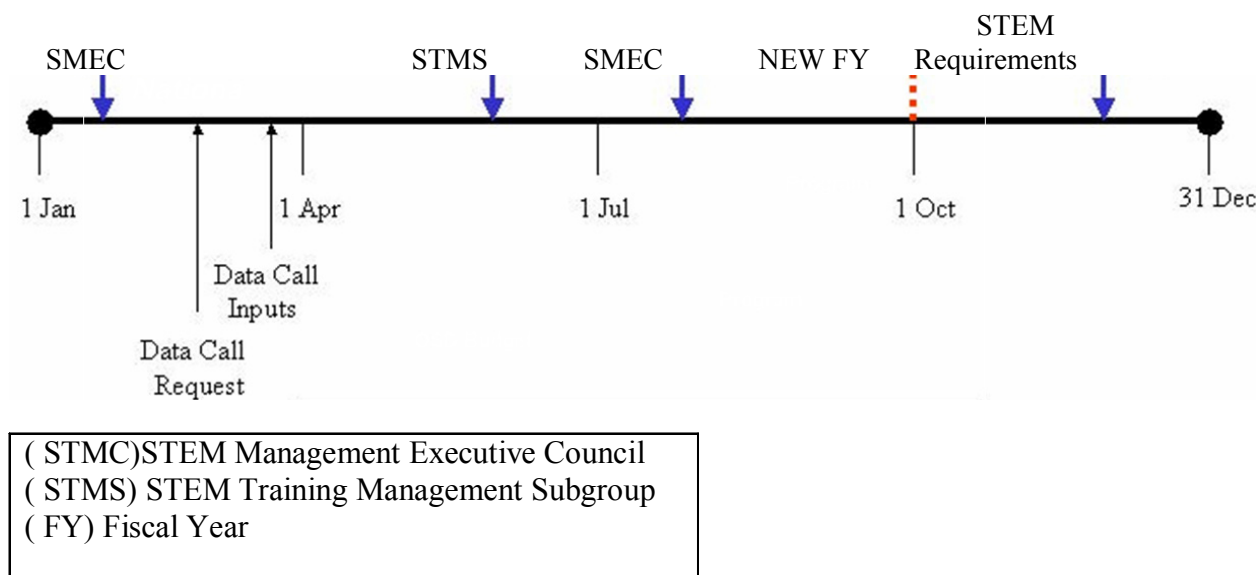 STEM
SMEC STMS SMEC NEW FY Requirements
1 Jan 1 Apr 1 Jul 1 Oct 31 Dec
Data Call
Inputs
Data Call
Request
( STMC)STEM Management Executive Council
( STMS) STEM Training Management Subgroup
( FY) Fiscal Year